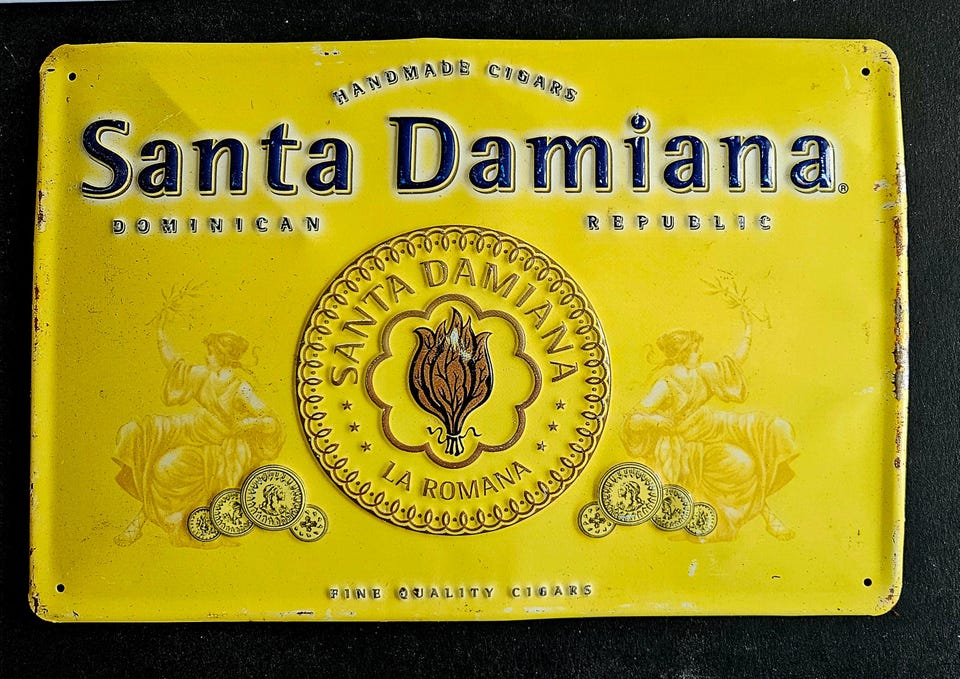 HANDMADE CIGARS
Santa Damiana®
DOMINICAN REPUBLIC
SANTA DAMIANA
LA ROMANA
FINE QUALITY CIGARS